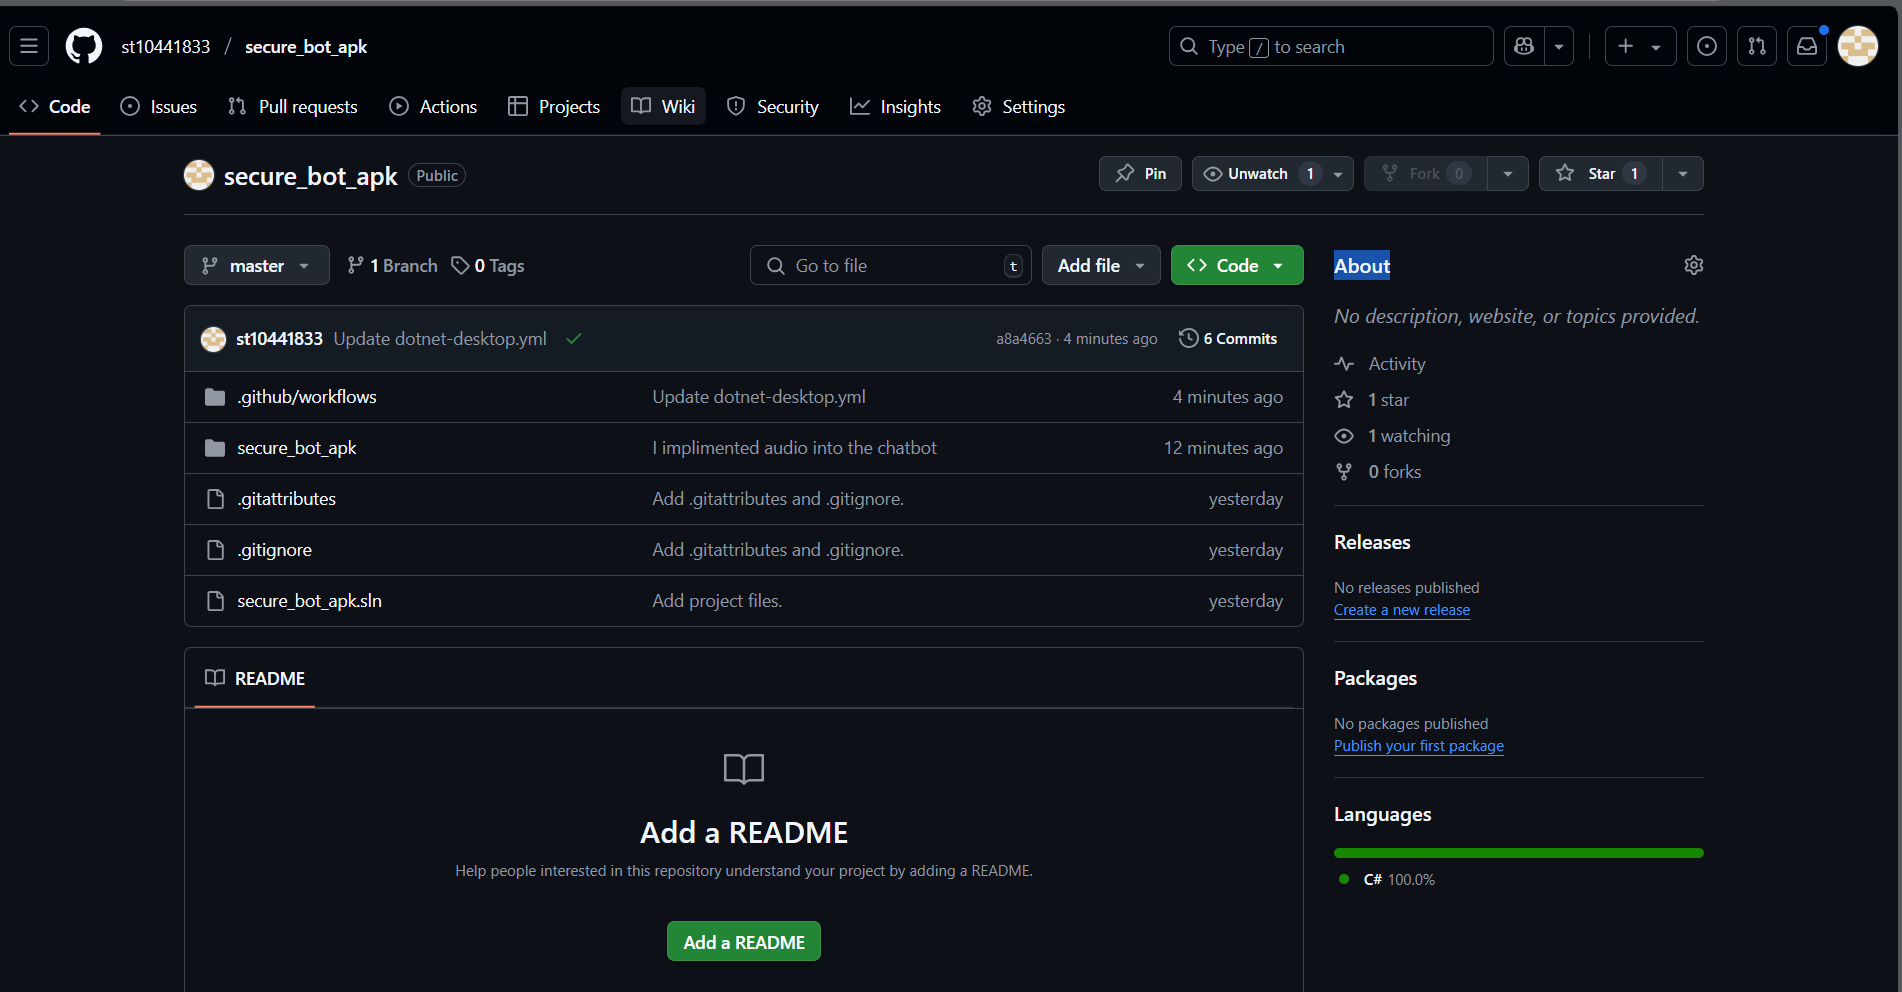 st10441833 / secure_bot_apk
Type / to search
Code Issues Pull requests Actions Projects Wiki Security Insights Settings
secure_bot_apk Public
Pin Unwatch 1 Fork 0 Star 1
master 1 Branch 0 Tags Go to file t Add file Code
st10441833 Update dotnet-desktop.yml a8a4663 · 4 minutes ago 6 Commits
.github/workflows Update dotnet-desktop.yml 4 minutes ago
secure_bot_apk I implimented audio into the chatbot 12 minutes ago
.gitattributes Add .gitattributes and .gitignore. yesterday
.gitignore Add .gitattributes and .gitignore. yesterday
secure_bot_apk.sln Add project files. yesterday
README
Add a README
Help people interested in this repository understand your project by adding a README.
Add a README
About
No description, website, or topics provided.
Activity
1 star
1 watching
0 forks
Releases
No releases published
Create a new release
Packages
No packages published
Publish your first package
Languages
C# 100.0%